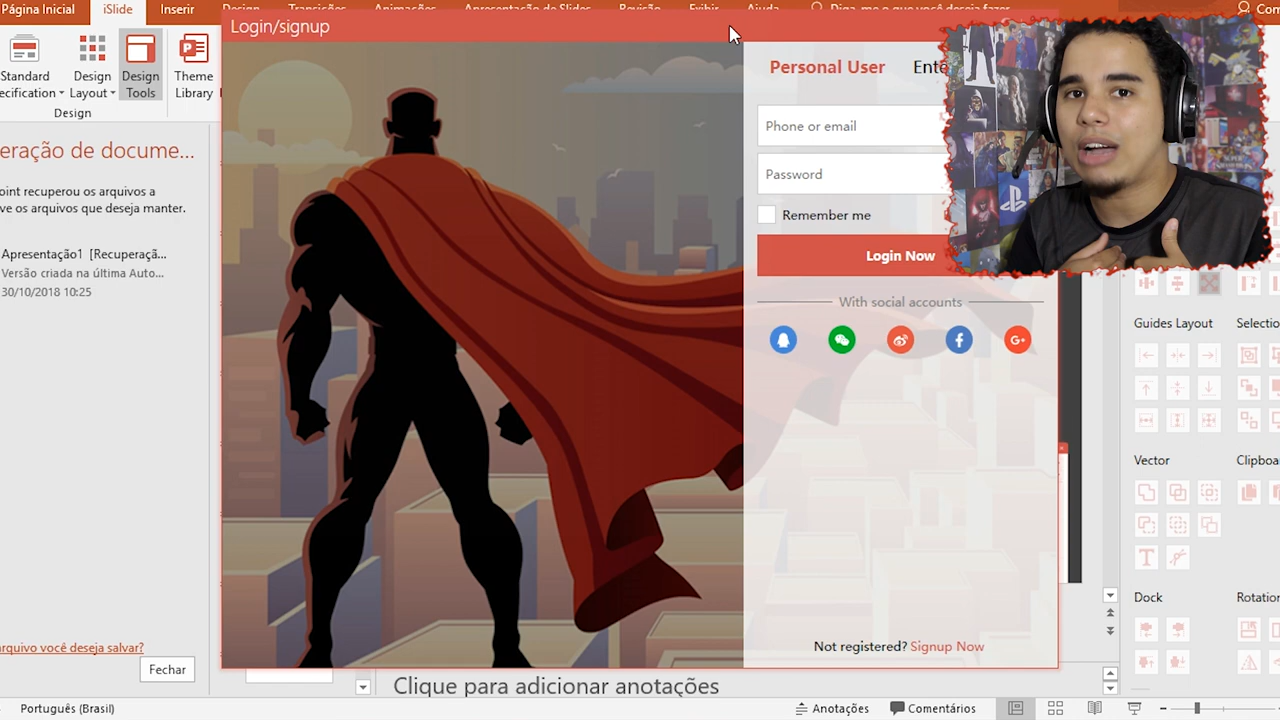 Página Inicial
iSlide
Inserir
Login/signup
Standard
ecification
Design
Layout
Design
Tools
Theme
Library
Design
eração de docume...
oint recuperou os arquivos a
ve os arquivos que deseja manter.
Apresentação1 [Recuperaçã...
Versão criada na última Auto...
30/10/2018 10:25
arquivo você deseja salvar?
Fechar
Personal User
Ente
Phone or email
Password
Remember me
Login Now
With social accounts
Not registered? Signup Now
Guides Layout
Selectio
Vector
Clipboa
Dock
Rotation
Clique para adicionar anotações
Português (Brasil)
Anotações
Comentários